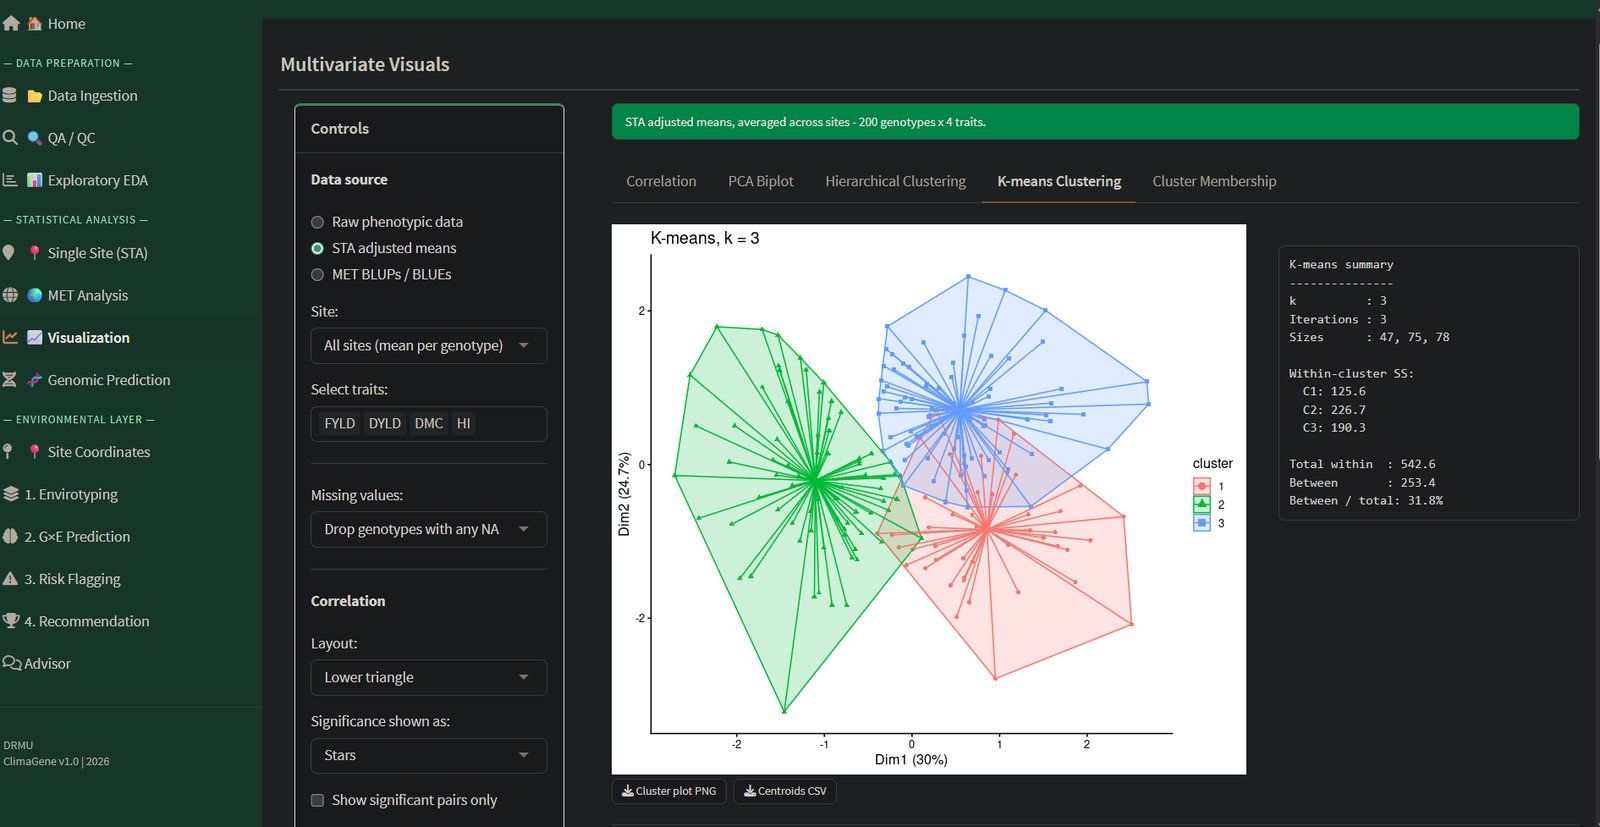 Home
— DATA PREPARATION —
Data Ingestion
QA / QC
Exploratory EDA
— STATISTICAL ANALYSIS —
Single Site (STA)
MET Analysis
Visualization
Genomic Prediction
— ENVIRONMENTAL LAYER —
Site Coordinates
1. Envirotyping
2. G×E Prediction
3. Risk Flagging
4. Recommendation
Advisor
DRMU
ClimaGene v1.0 | 2026
Multivariate Visuals
Controls
Data source
Raw phenotypic data
STA adjusted means
MET BLUPs / BLUEs
Site:
All sites (mean per genotype)
Select traits:
FYLD DYLD DMC HI
Missing values:
Drop genotypes with any NA
Correlation
Layout:
Lower triangle
Significance shown as:
Stars
Show significant pairs only
STA adjusted means, averaged across sites - 200 genotypes x 4 traits.
Correlation PCA Biplot Hierarchical Clustering K-means Clustering Cluster Membership
K-means, k = 3
2
0
-2
Dim2 (24.7%)
-2 -1 0 1 2
Dim1 (30%)
cluster
1
2
3
Cluster plot PNG Centroids CSV
K-means summary
---------------
k : 3
Iterations : 3
Sizes : 47, 75, 78
Within-cluster SS:
C1: 125.6
C2: 226.7
C3: 190.3
Total within : 542.6
Between : 253.4
Between / total: 31.8%